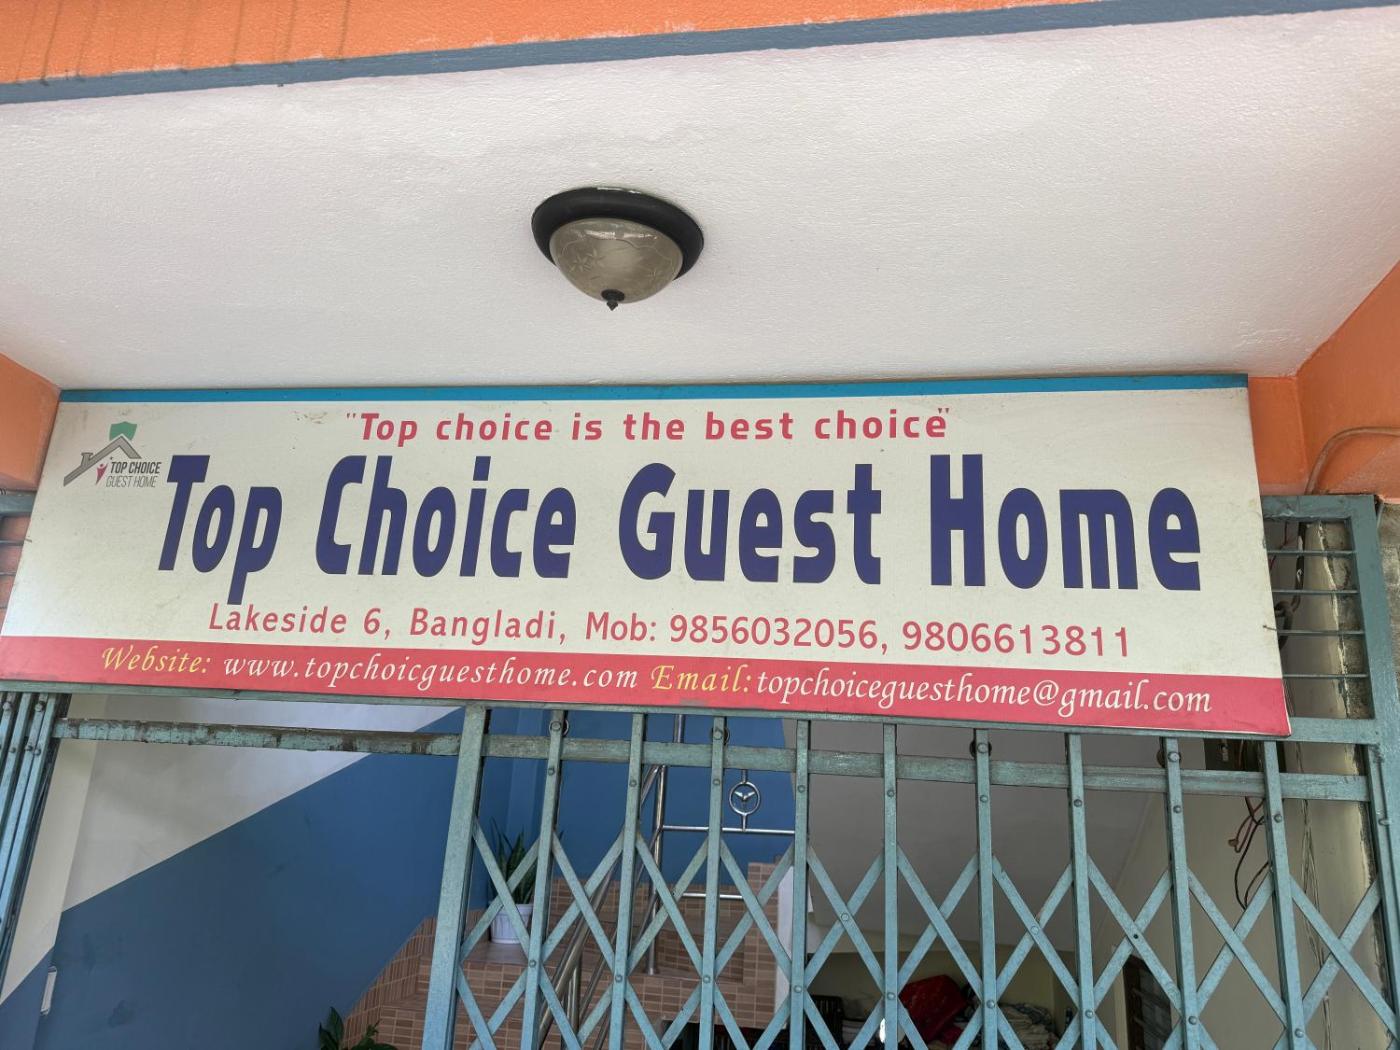 "Top choice is the best choice"
TOP CHOICE
GUEST HOME
Top Choice Guest Home
Lakeside 6, Bangladi, Mob: 9856032056, 9806613811
Website: www.topchoicguesthome.com Email: topchoiceguesthome@gmail.com